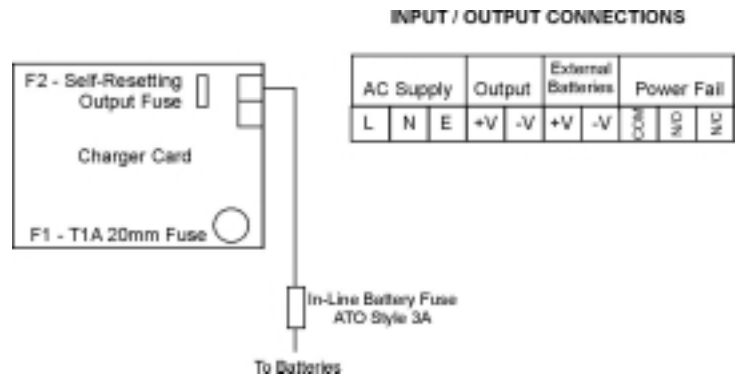 INPUT / OUTPUT CONNECTIONS
F2 - Self-Resetting
Output Fuse
Charger Card
F1 - T1A 20mm Fuse
In-Line Battery Fuse
ATO Style 3A
To Batteries
AC Supply Output External Batteries Power Fail
L N E +V -V +V -V COM N/O N/C